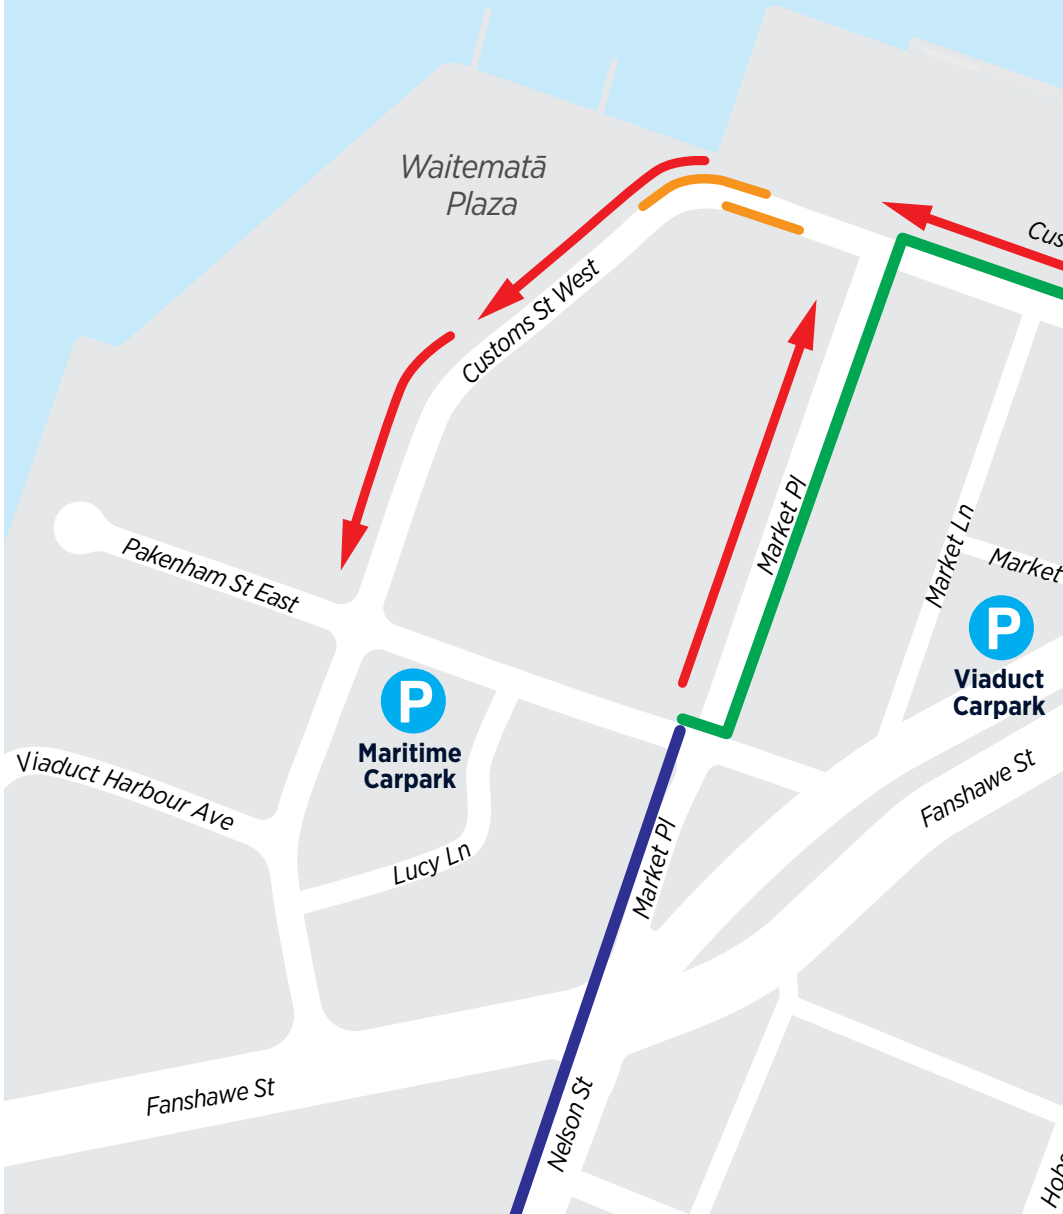 Waitematā
Plaza
Cus
Customs St West
Market Pl
Market Ln
Market
Pakenham St East
P
Viaduct
Carpark
P
Maritime
Carpark
Viaduct Harbour Ave
Fanshawe St
Lucy Ln
Market Pl
Fanshawe St
Nelson St
Hobs